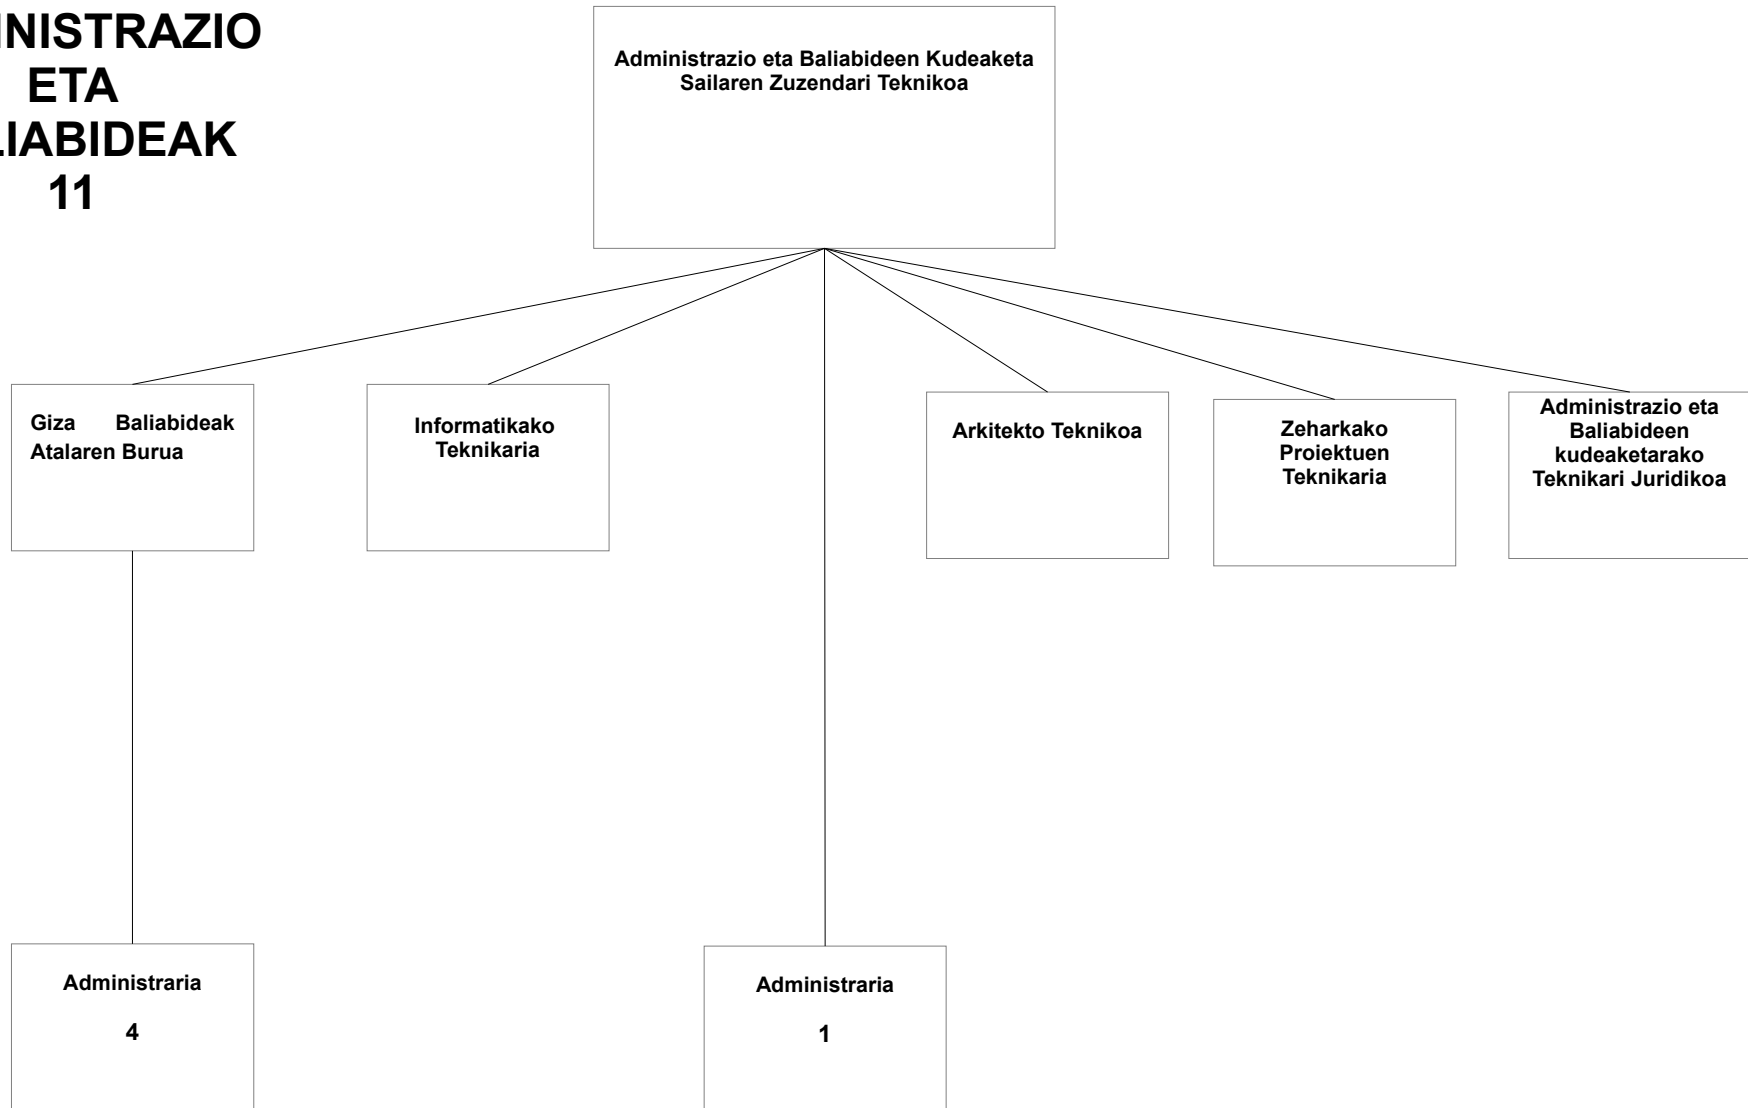 NISTRAZIO
ETA
LIABIDEAK
11
Administrazio eta Baliabideen Kudeaketa
Sailaren Zuzendari Teknikoa
Giza Baliabideak
Atalaren Burua
Informatikako
Teknikaria
Arkitekto Teknikoa
Zeharkako
Proiektuen
Teknikaria
Administrazio eta
Baliabideen
kudeaketarako
Teknikari Juridikoa
Administraria
4
Administraria
1